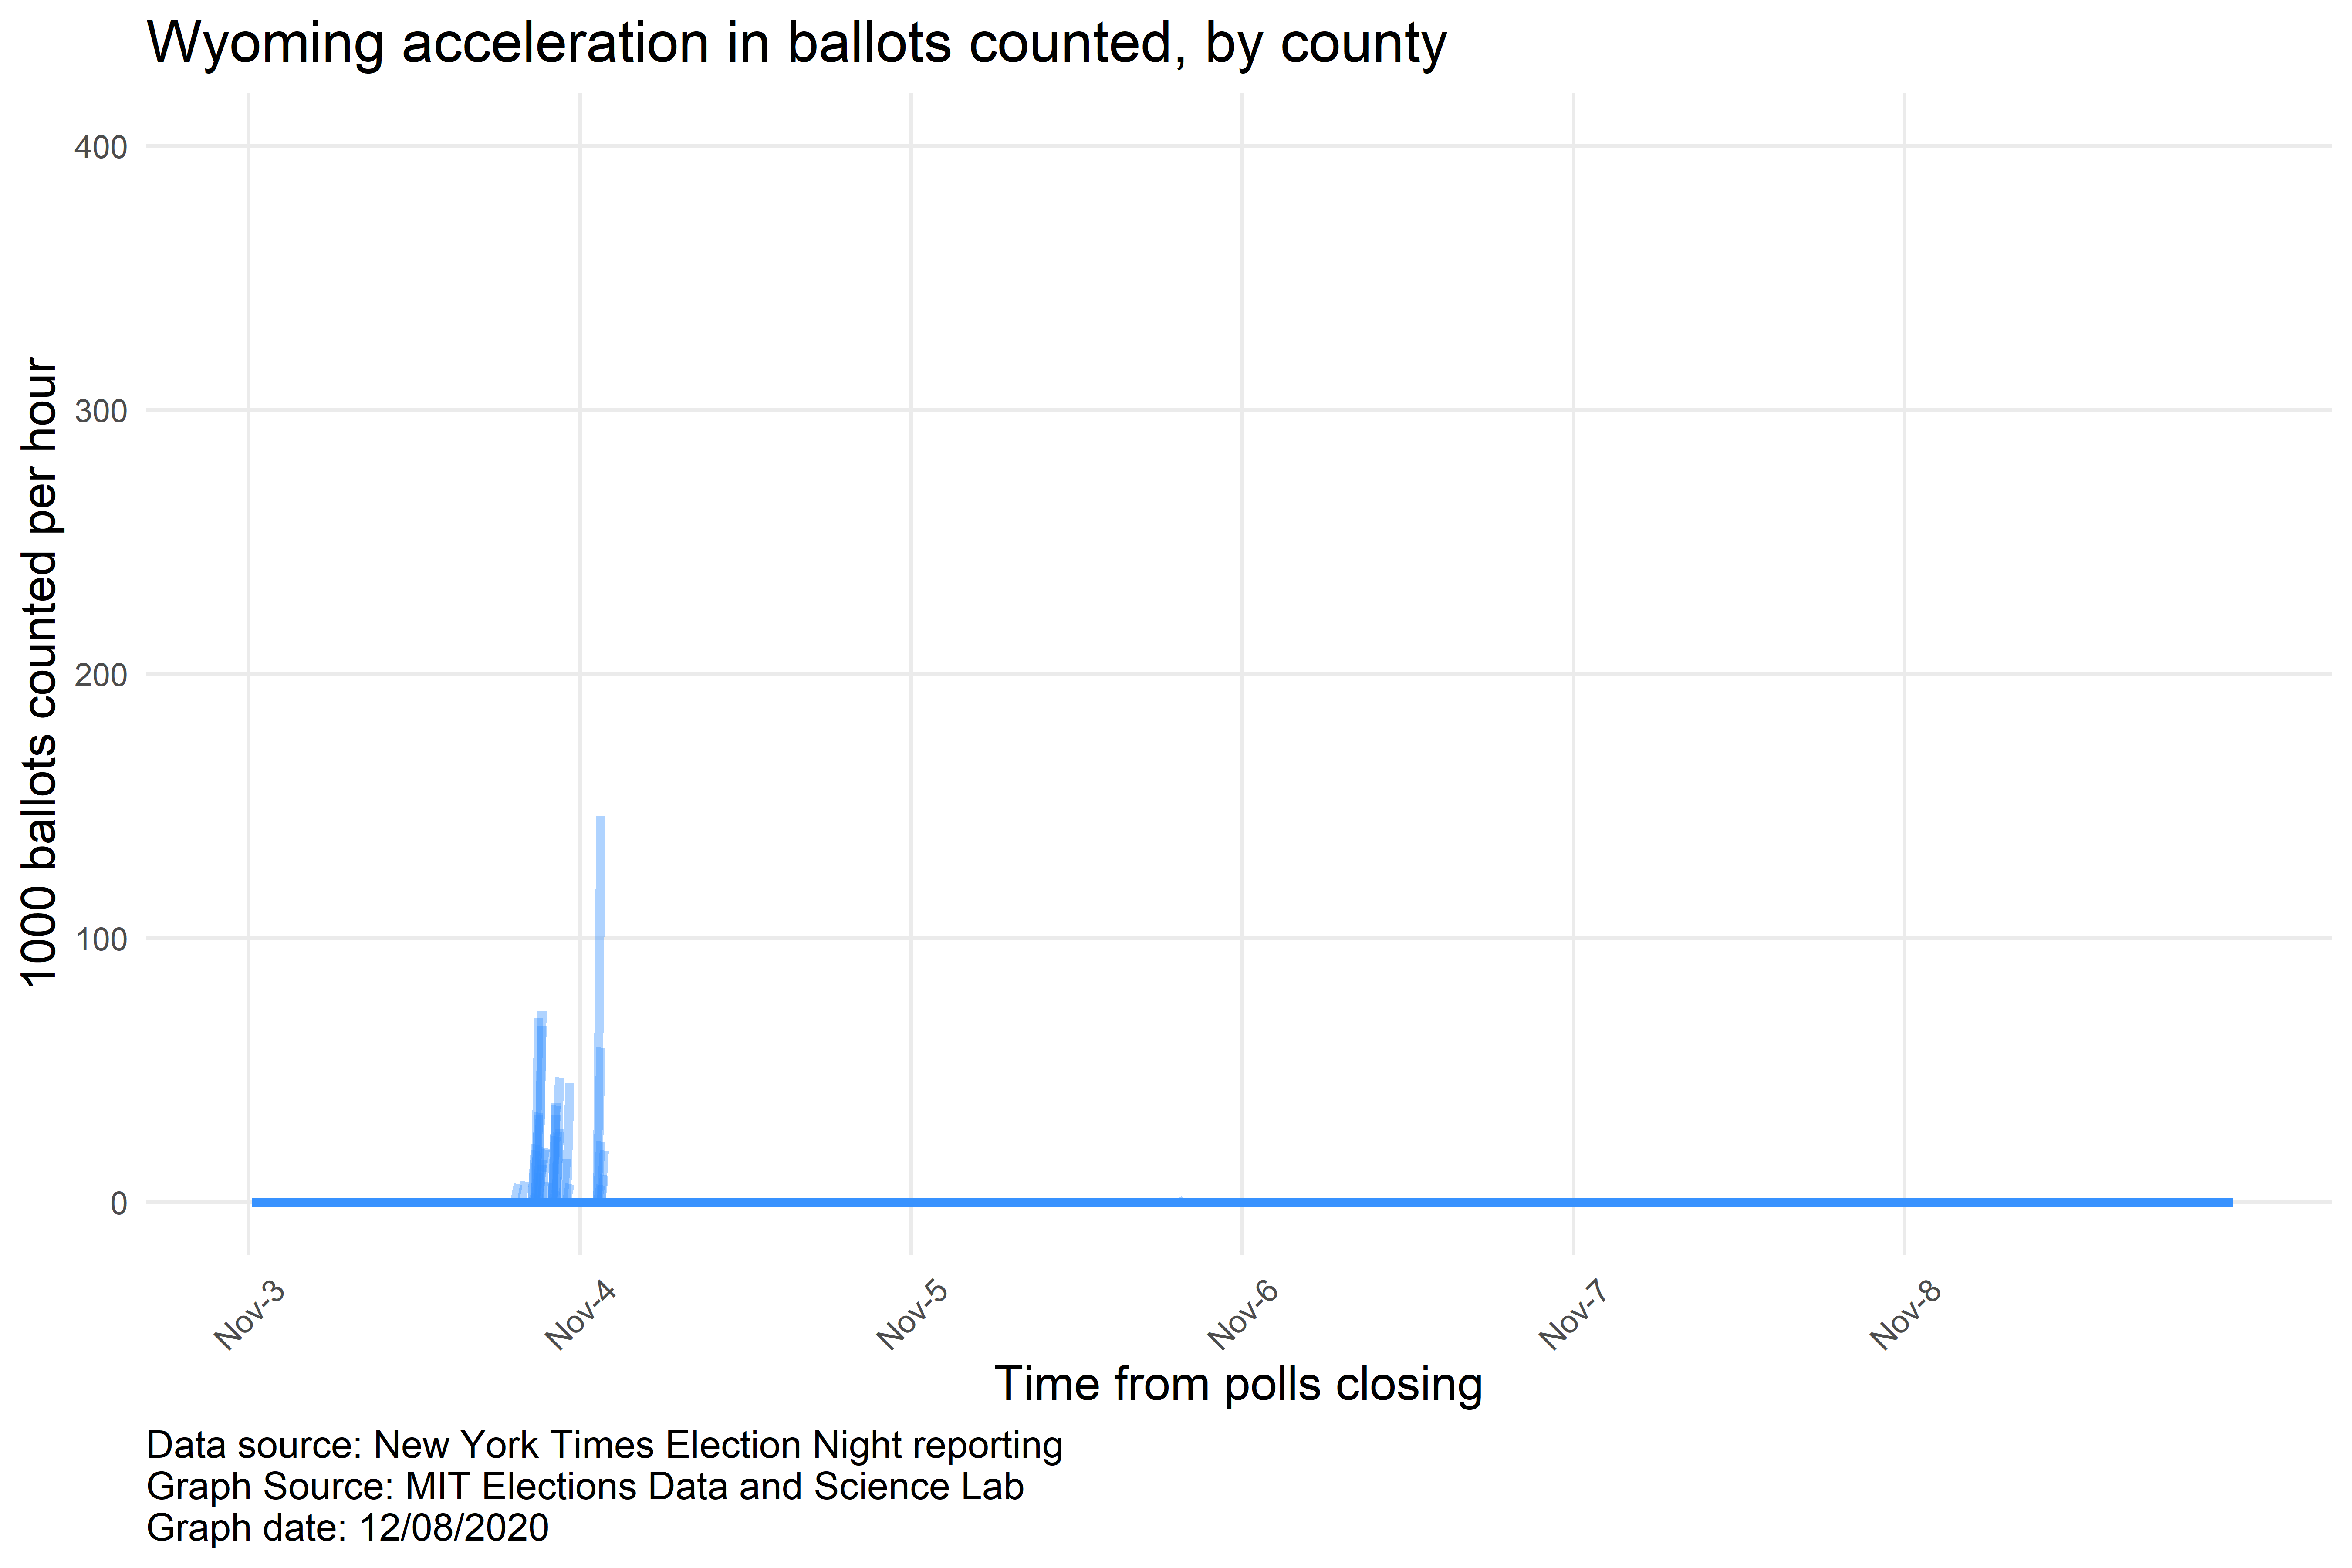 Wyoming acceleration in ballots counted, by county
400
300
200
100
0
1000 ballots counted per hour
Nov-3
Nov-4
Nov-5
Nov-6
Nov-7
Nov-8
Time from polls closing
Data source: New York Times Election Night reporting
Graph Source: MIT Elections Data and Science Lab
Graph date: 12/08/2020